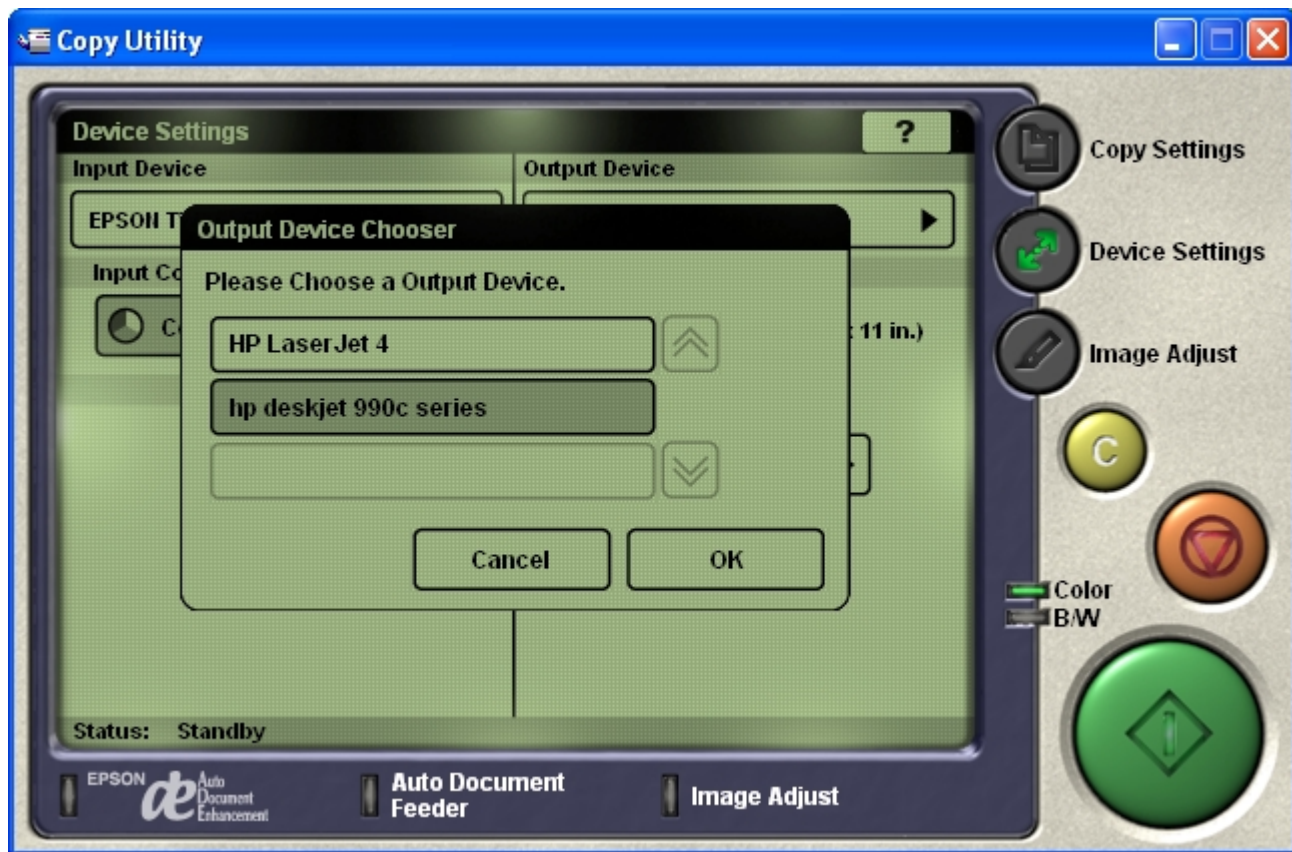 Copy Utility
Device Settings
?
Input Device
Output Device
EPSON T
Input Co
C
: 11 in.)
Output Device Chooser
Please Choose a Output Device.
HP LaserJet 4
hp deskjet 990c series
Cancel
OK
Status: Standby
Copy Settings
Device Settings
Image Adjust
C
Color
B/W
EPSON
Auto
Document
Enhancement
Auto Document
Feeder
Image Adjust